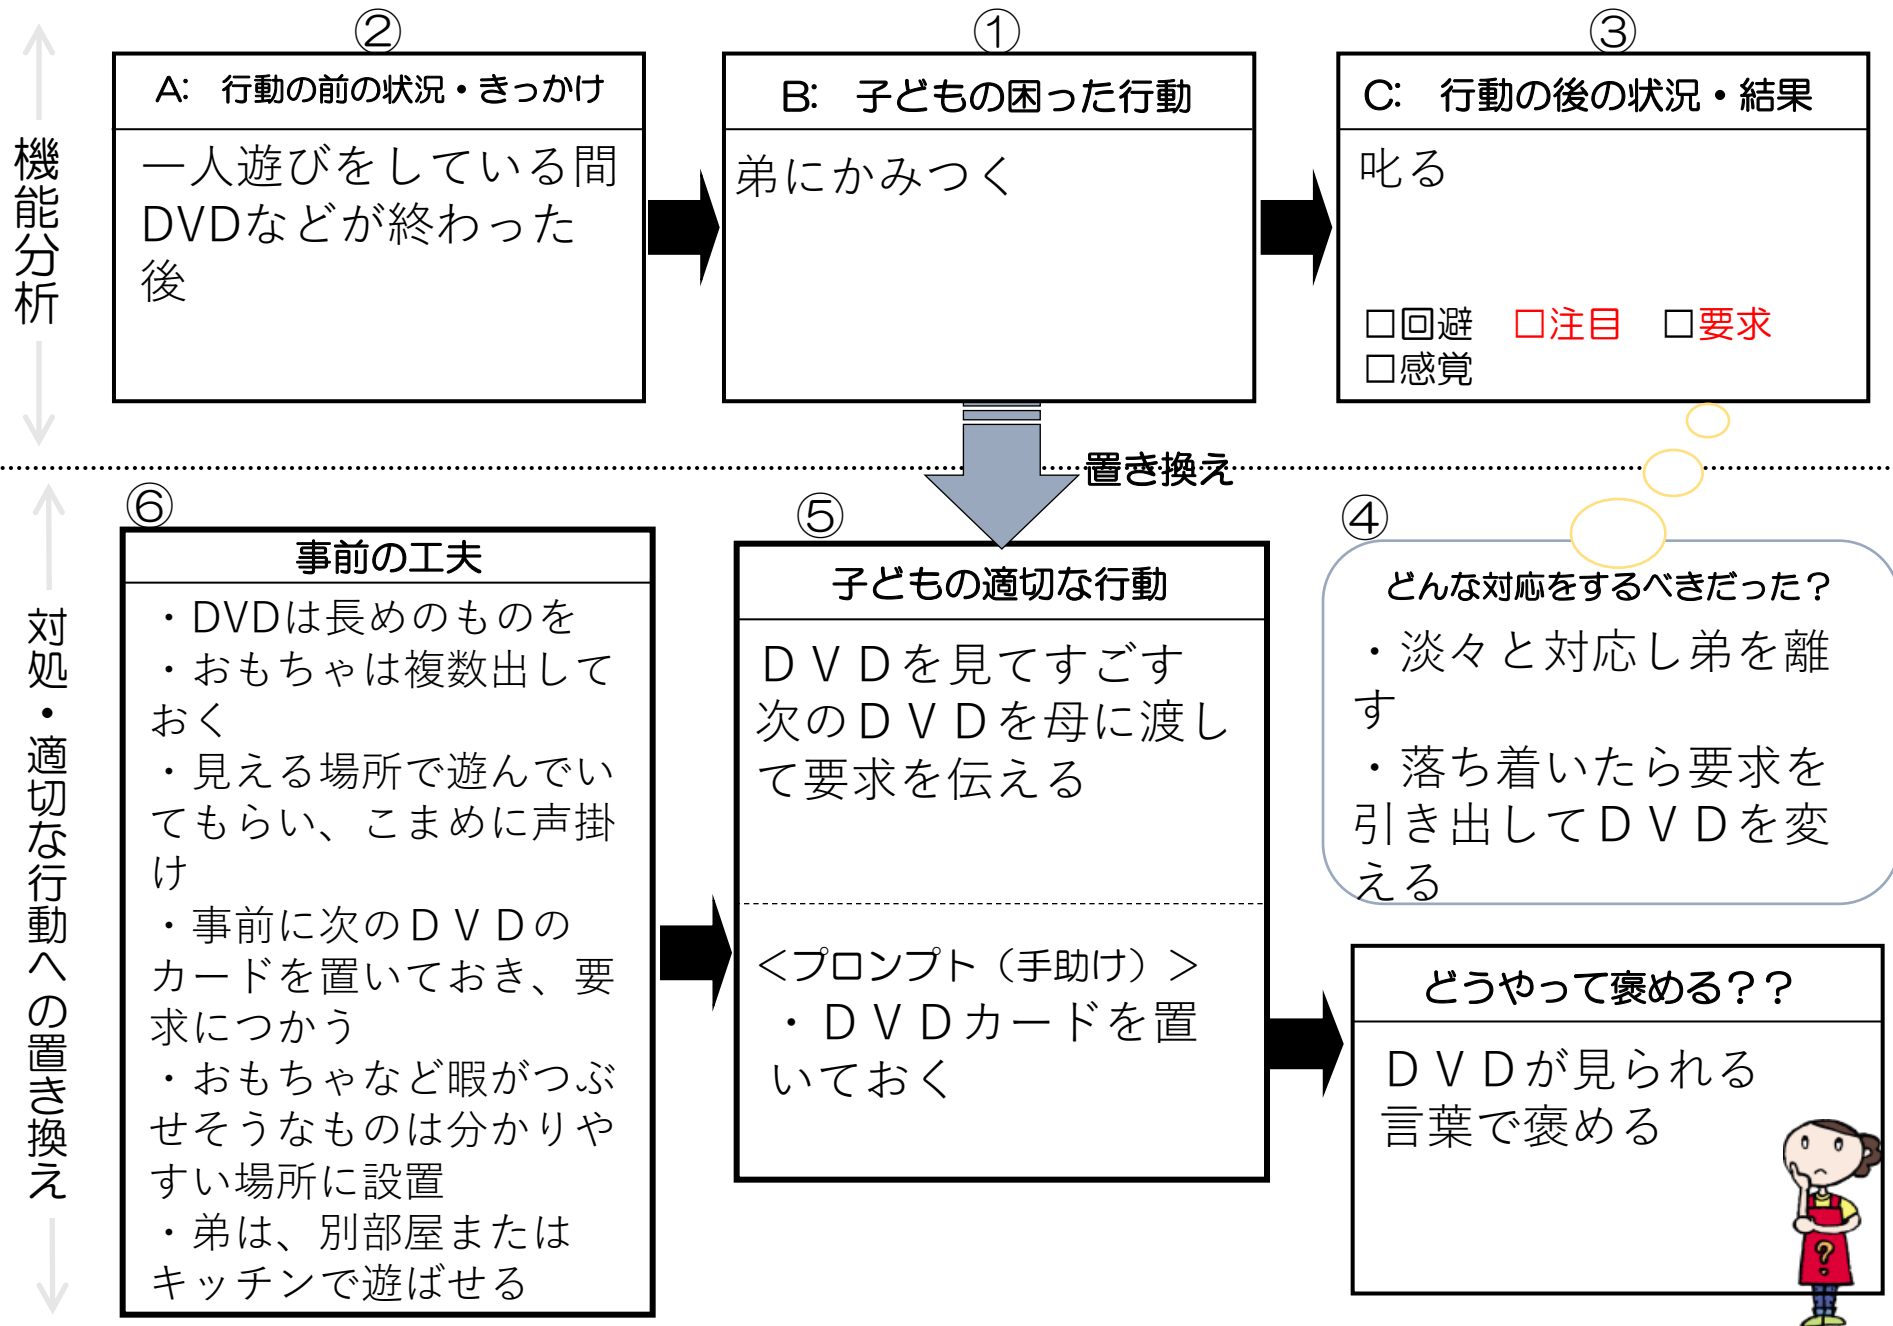 ②
A:　行動の前の状況・きっかけ
一人遊びをしている間
DVDなどが終わった
後
①
B:　子どもの困った行動
弟にかみつく
③
C:　行動の後の状況・結果
叱る
□回避　□注目　□要求
□感覚
機能分析
置き換え
対処・適切な行動への置き換え
⑥
事前の工夫
・DVDは長めのものを
・おもちゃは複数出して
おく
・見える場所で遊んでい
てもらい、こまめに声掛
け
・事前に次のＤＶＤの
カードを置いておき、要
求につかう
・おもちゃなど暇がつぶ
せそうなものは分かりや
すい場所に設置
・弟は、別部屋または
キッチンで遊ばせる
⑤
子どもの適切な行動
ＤＶＤを見てすごす
次のＤＶＤを母に渡し
て要求を伝える
＜プロンプト（手助け）＞
・ＤＶＤカードを置
いておく
④
どんな対応をするべきだった？
・淡々と対応し弟を離
す
・落ち着いたら要求を
引き出してＤＶＤを変
える
どうやって褒める？？
ＤＶＤが見られる
言葉で褒める
?